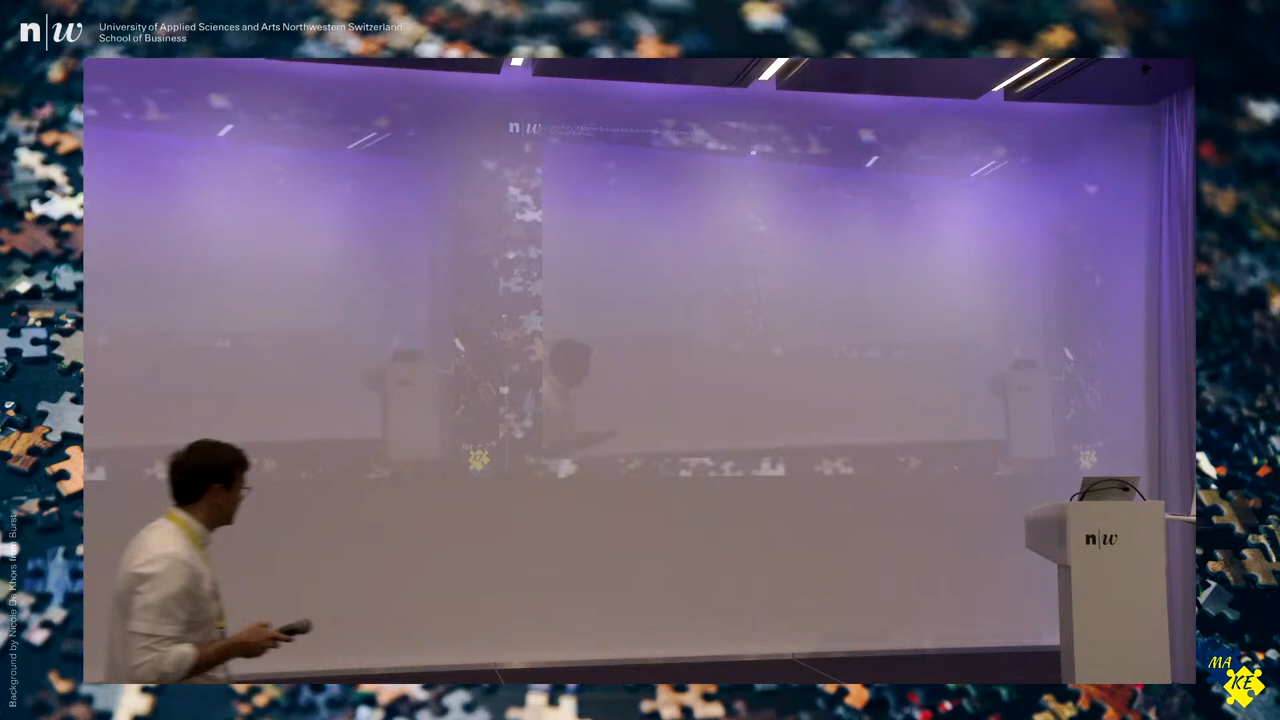 n|w University of Applied Sciences and Arts Northwestern Switzerland
School of Business
n|w
n|w
Background by Nicole De Khors from Burst
MA
KE